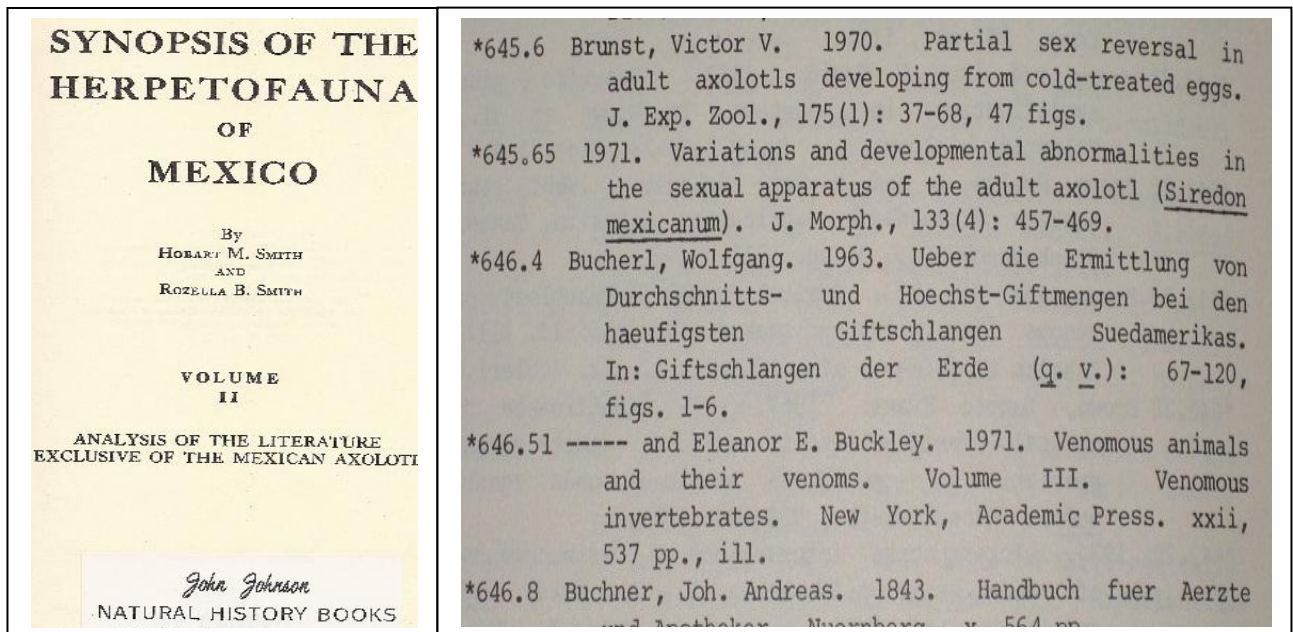 SYNOPSIS OF THE
HERPETOFAUNA
OF
MEXICO
By
HOBART M. SMITH
AND
ROZELLA B. SMITH
VOLUME
II
ANALYSIS OF THE LITERATURE
EXCLUSIVE OF THE MEXICAN AXOLOTL
John Johnson
NATURAL HISTORY BOOKS
*645.6 Brunst, Victor V. 1970. Partial sex reversal in
adult axolotls developing from cold-treated eggs.
J. Exp. Zool., 175(1): 37-68, 47 figs.
*645.65 1971. Variations and developmental abnormalities in
the sexual apparatus of the adult axolotl (Siredon
mexicanum). J. Morph., 133(4): 457-469.
*646.4 Bucherl, Wolfgang. 1963. Ueber die Ermittlung von
Durchschnitts- und Hoechst-Giftmengen bei den
haeufigsten Giftschlangen Suedamerikas.
In: Giftschlangen der Erde (q. v.): 67-120,
figs. 1-6.
*646.51 ----- and Eleanor E. Buckley. 1971. Venomous animals
and their venoms. Volume III. Venomous
invertebrates. New York, Academic Press. xxii,
537 pp., ill.
*646.8 Buchner, Joh. Andreas. 1843. Handbuch fuer Aerzte
und Apotheker. Nuernberg. v, 564 pp.